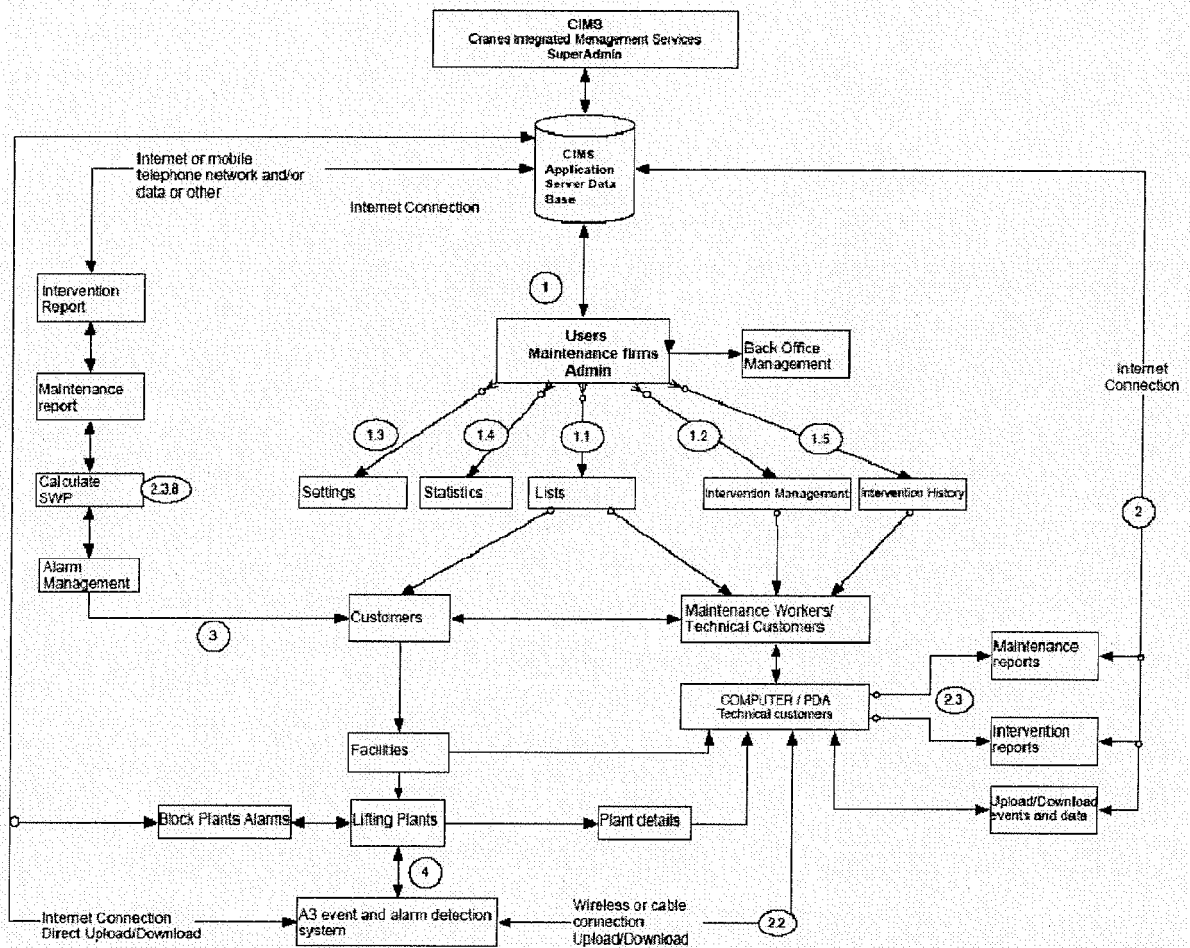 CIMS
Cranes Integrated Management Services
SuperAdmin
CIMS
Application
Server Data
Base
Internet or mobile
telephone network and/or
data or other
Internet Connection
1
Intervention
Report
Users
Maintenance firms
Admin
Back Office
Management
Internet
Connection
Maintenance
report
1.3
1.4
1.1
1.2
1.5
Calculate
SWP
2.3.8
Settings
Statistics
Lists
Intervention Management
Intervention History
2
Alarm
Management
3
Customers
Maintenance Workers/
Technical Customers
Maintenance
reports
COMPUTER / PDA
Technical customers
2.3
Intervention
reports
Facilities
Upload/Download
events and data
Block Plants Alarms
Lifting Plants
Plant details
4
Internet Connection
Direct Upload/Download
A3 event and alarm detection
system
Wireless or cable
connection
Upload/Download
2.2